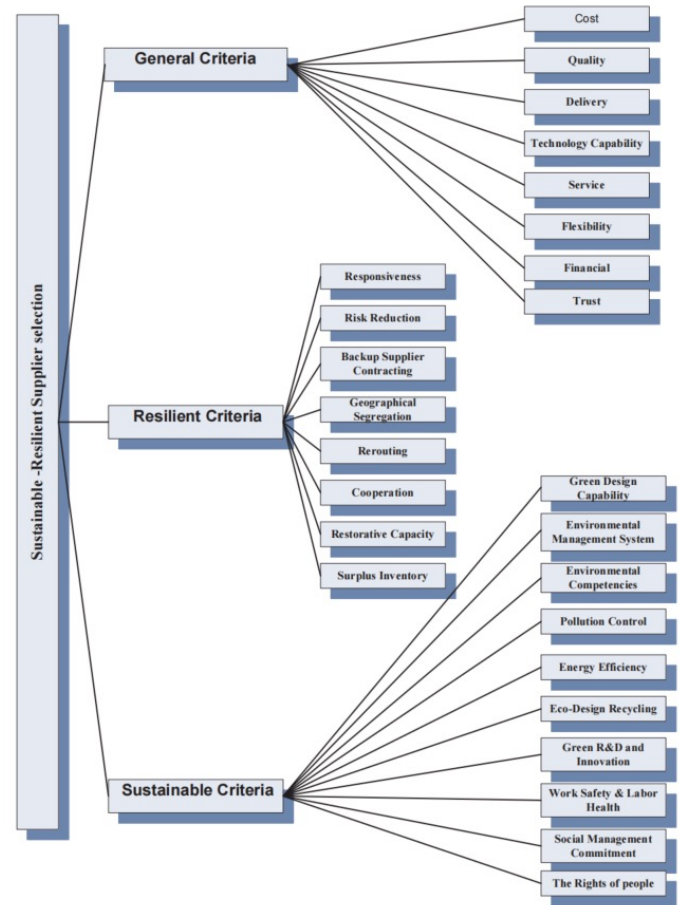 Sustainable -Resilient Supplier selection
General Criteria
Cost
Quality
Delivery
Technology Capability
Service
Flexibility
Financial
Trust
Resilient Criteria
Responsiveness
Risk Reduction
Backup Supplier
Contracting
Geographical
Segregation
Rerouting
Cooperation
Restorative Capacity
Surplus Inventory
Sustainable Criteria
Green Design
Capability
Environmental
Management System
Environmental
Competencies
Pollution Control
Energy Efficiency
Eco-Design Recycling
Green R&D and
Innovation
Work Safety & Labor
Health
Social Management
Commitment
The Rights of people